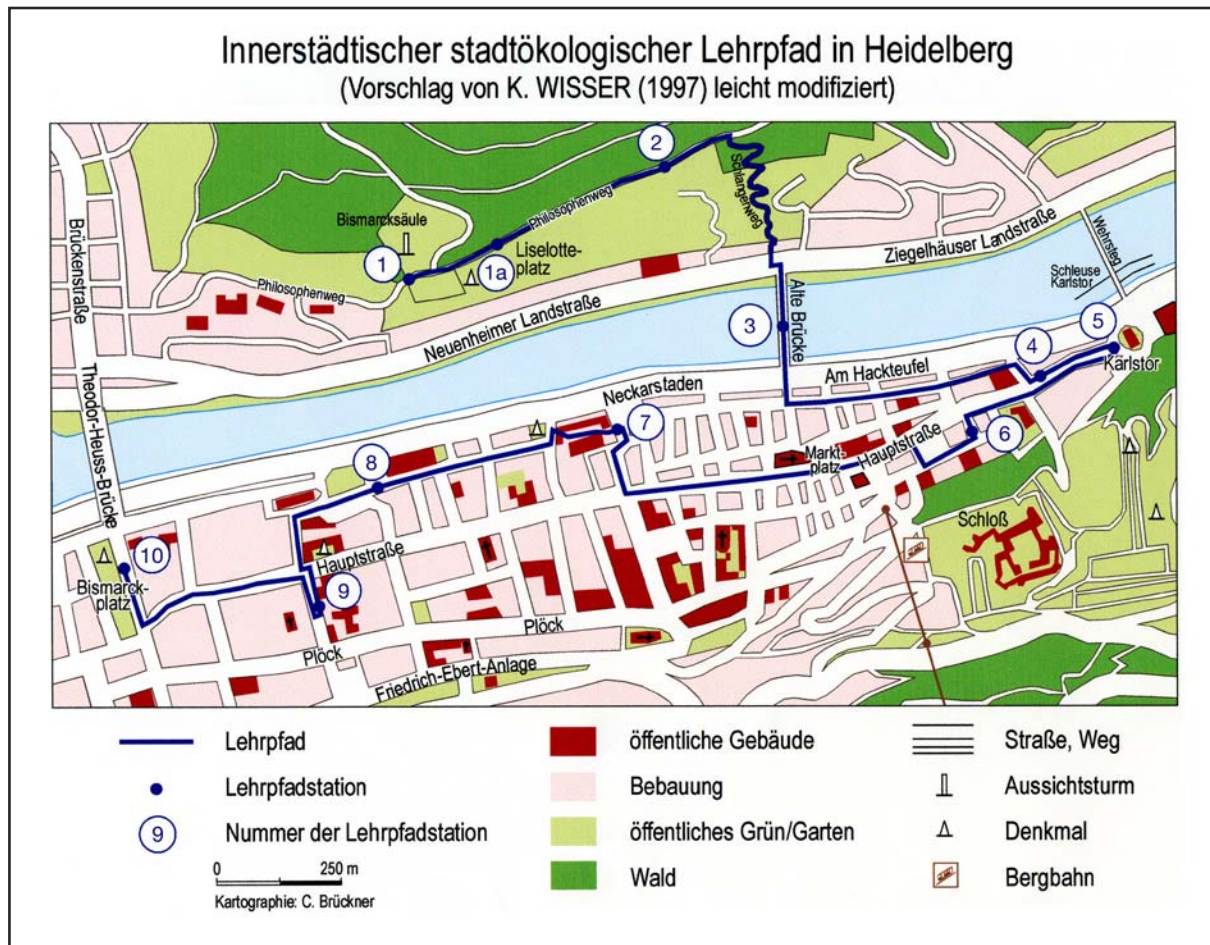 Innerstädtischer stadtökologischer Lehrpfad in Heidelberg
(Vorschlag von K. WISSER (1997) leicht modifiziert)
2
Brückenstraße
Schlangenweg
Philosophenweg
Bismarcksäule
Wehrsteg
Ziegelhäuser Landstraße
1
1a
Liselotte-
platz
Schleuse
Karlstor
Philosophenweg
Alte Brücke
3
5
Neuenheimer Landstraße
4
Karlstor
Am Hackteufel
Theodor-Heuss-Brücke
Neckarstaden
7
6
Hauptstraße
Markt-
platz
8
Schloß
10
Hauptstraße
Bismarck-
platz
9
Plöck
Plöck
Friedrich-Ebert-Anlage
Lehrpfad
Lehrpfadstation
9
Nummer der Lehrpfadstation
0
250 m
Kartographie: C. Brückner
öffentliche Gebäude
Bebauung
öffentliches Grün/Garten
Wald
Straße, Weg
Aussichtsturm
Denkmal
Bergbahn